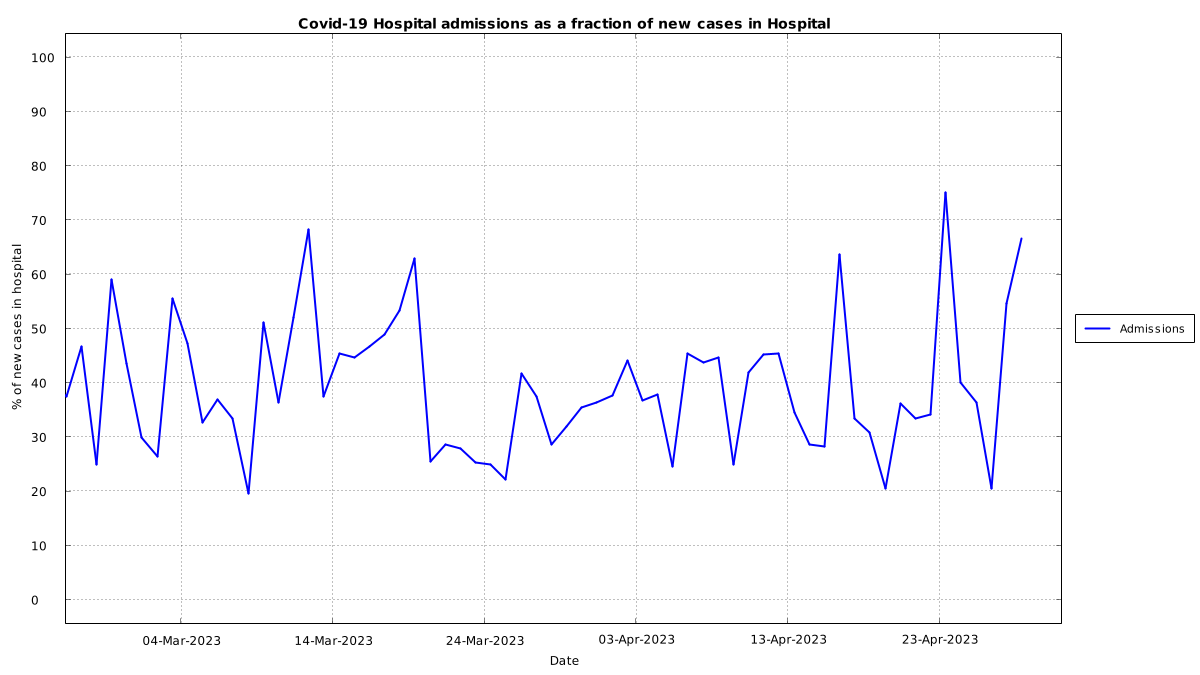 Covid-19 Hospital admissions as a fraction of new cases in Hospital
100
90
80
70
60
50
40
30
20
10
0
% of new cases in hospital
04-Mar-2023
14-Mar-2023
24-Mar-2023
03-Apr-2023
13-Apr-2023
23-Apr-2023
Date
Admissions